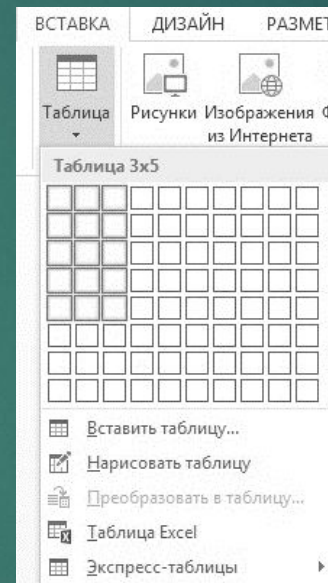 ВСТАВКА ДИЗАЙН РАЗМЕТ
Таблица Рисунки Изображения
из Интернета
Таблица 3x5
Вставить таблицу...
Нарисовать таблицу
Преобразовать в таблицу...
Таблица Excel
Экспресс-таблицы